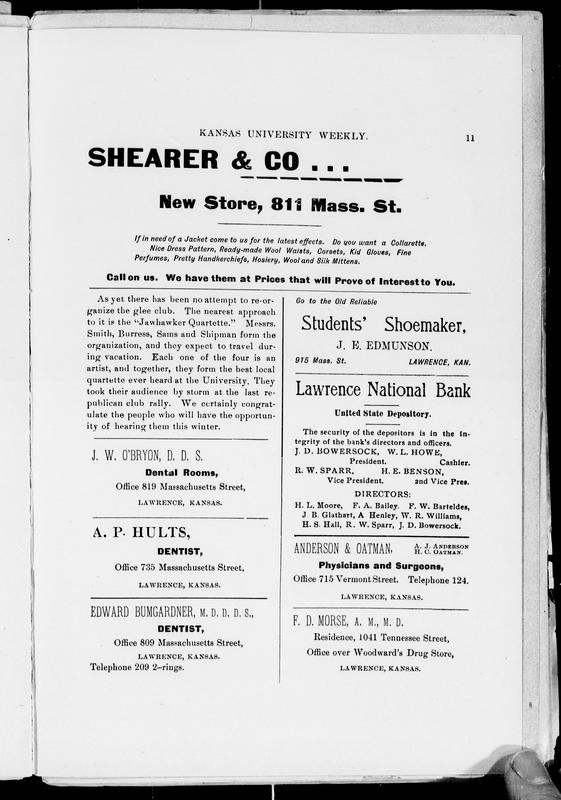 KANSAS UNIVERSITY WEEKLY.
11
SHEARER & CO ...
New Store, Mass. St.
If in need of a Jacket come to us for the latest effects. Do you want a Collarette,
Nice Dress Pattern, Ready-made Wool Waists, Corsets, Kid Gloves, Fine
Perfumes, Pretty Handkerchiefs, Hosiery, Wool and Silk Mittens.
Call on us. We have them at Prices that will Prove of Interest to You.
As yet there has been no attempt to re-or-
ganize the glee club. The nearest approach
to it is the "Jawhawker Quartette." Messrs.
Smith, Burress, Sams and Shipman form the
organization, and they expect to travel dur-
ing vacation. Each one of the four is an
artist, and together, they form the best local
quartette ever heard at the University. They
took their audience by storm at the last re-
publican club rally. We certainly congrat-
ulate the people who will have the opportun-
ity of hearing them this winter.
J. W. O'BRYON, D. D. S.
Dental Rooms,
Office 819 Massachusetts Street,
LAWRENCE, KANSAS.
A. P. HULTS,
DENTIST,
Office 735 Massachusetts Street,
LAWRENCE, KANSAS.
EDWARD BUMGARDNER, M. D. D. D. S.,
DENTIST,
Office 809 Massachusetts Street,
LAWRENCE, KANSAS.
Telephone 209 2-rings.
Go to the Old Reliable
Students' Shoemaker,
J. E. EDMUNSON.
915 Mass. St. LAWRENCE, KAN.
Lawrence National Bank
United State Depository.
The security of the depositors is in the in-
tegrity of the bank's directors and officers.
J. D. BOWERSOCK, W. L. HOWE,
President. Cashier.
R. W. SPARR, H. E. BENSON,
Vice President. and Vice Pres.
DIRECTORS:
H. L. Moore, F. A. Bailey. F. W. Barteldes,
J B. Glathart, A Henley, W. R. Williams,
H. S. Hall, R. W. Sparr, J. D. Bowersock.
ANDERSON & OATMAN, A. J. ANDERSON
H. C. OATMAN.
Physicians and Surgeons,
Office 715 Vermont Street. Telephone 124.
LAWRENCE, KANSAS.
F. D. MORSE, A. M., M. D.
Residence, 1041 Tennessee Street,
Office over Woodward's Drug Store,
LAWRENCE, KANSAS.